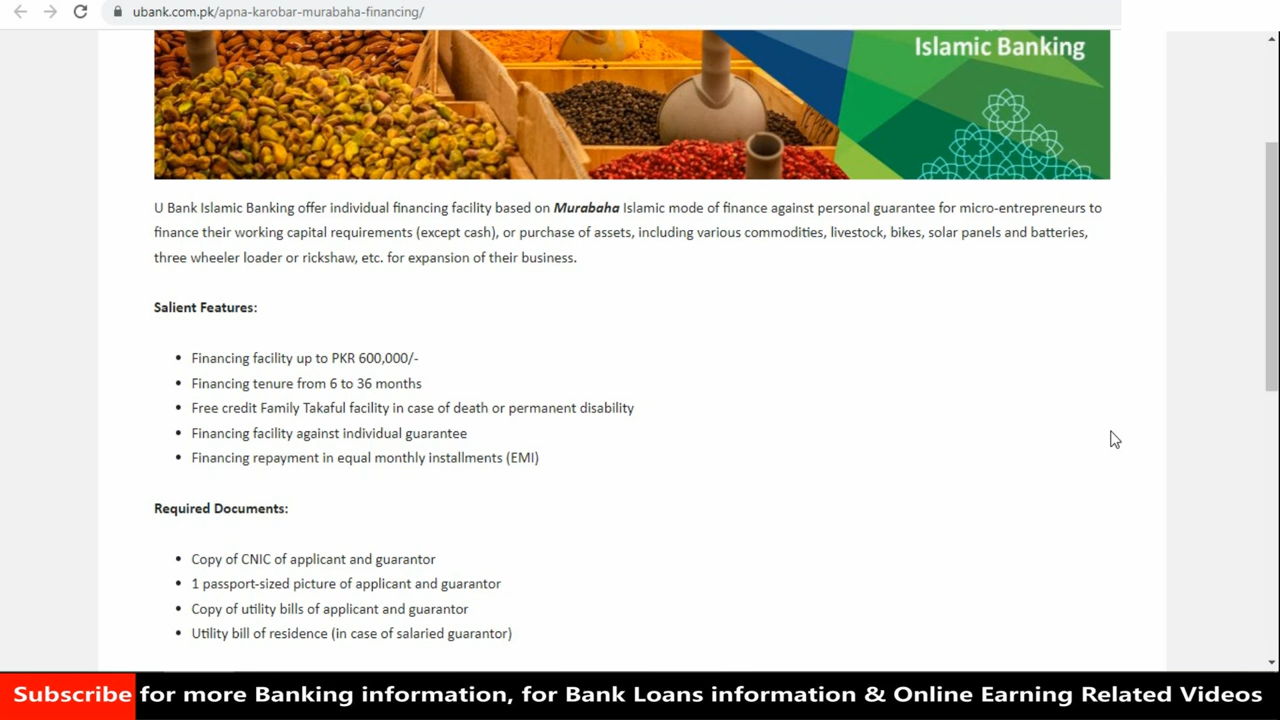 ubank.com.pk/apna-karobar-murabaha-financing/
Islamic Banking
U Bank Islamic Banking offer individual financing facility based on Murabaha Islamic mode of finance against personal guarantee for micro-entrepreneurs to
finance their working capital requirements (except cash), or purchase of assets, including various commodities, livestock, bikes, solar panels and batteries,
three wheeler loader or rickshaw, etc. for expansion of their business.
Salient Features:
• Financing facility up to PKR 600,000/-
• Financing tenure from 6 to 36 months
• Free credit Family Takaful facility in case of death or permanent disability
• Financing facility against individual guarantee
• Financing repayment in equal monthly installments (EMI)
Required Documents:
• Copy of CNIC of applicant and guarantor
• 1 passport-sized picture of applicant and guarantor
• Copy of utility bills of applicant and guarantor
• Utility bill of residence (in case of salaried guarantor)
Subscribe for more Banking information, for Bank Loans information & Online Earning Related Videos